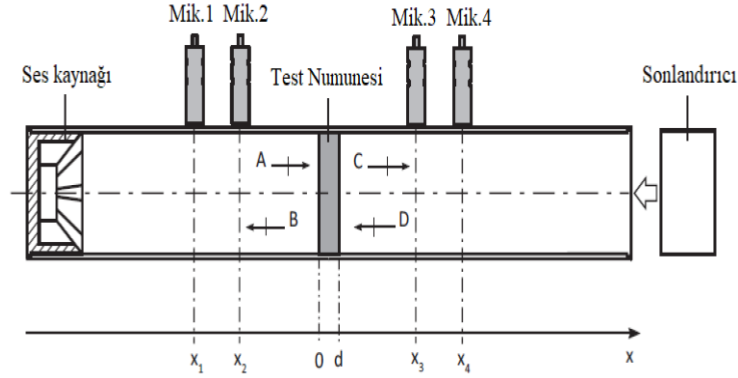 Mik.1 Mik.2 Mik.3 Mik.4
Ses kaynağı Test Numunesi Sonlandırıcı
A C
B D
x₁ x₂ 0 d x₃ x₄ x